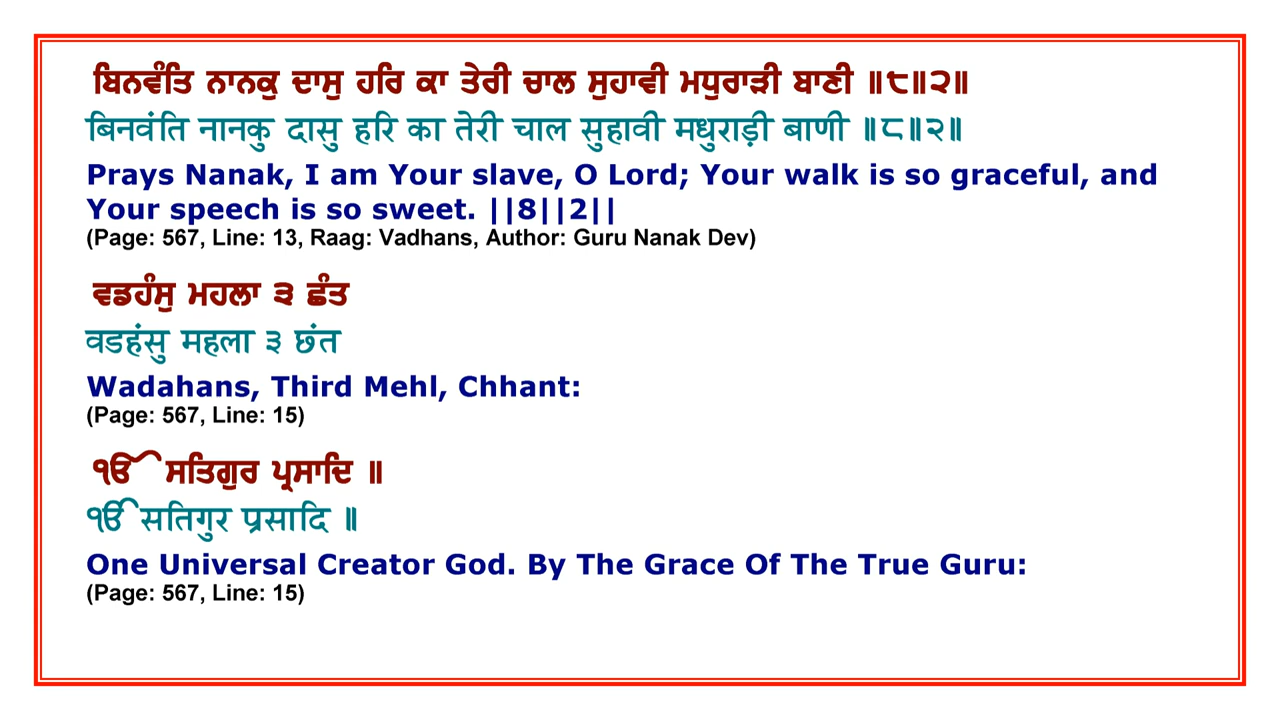 ਬਿਨਵੰਤਿ ਨਾਨਕੁ ਦਾਸੁ ਹਰਿ ਕਾ ਤੇਰੀ ਚਾਲ ਸੁਹਾਵੀ ਮਧੁਰਾੜੀ ਬਾਣੀ ॥੮॥੨॥
बिनवंति नानकु दासु हरि का तेरी चाल सुहावी मधुराड़ी बाणी ॥८॥२॥
Prays Nanak, I am Your slave, O Lord; Your walk is so graceful, and
Your speech is so sweet. ||8||2||
(Page: 567, Line: 13, Raag: Vadhans, Author: Guru Nanak Dev)
ਵਡਹੰਸੁ ਮਹਲਾ ੩ ਛੰਤ
वडहंसु महला ३ छंत
Wadahans, Third Mehl, Chhant:
(Page: 567, Line: 15)
ੴ ਸਤਿਗੁਰ ਪ੍ਰਸਾਦਿ ॥
ੴ सतिगुर प्रसादि ॥
One Universal Creator God. By The Grace Of The True Guru:
(Page: 567, Line: 15)